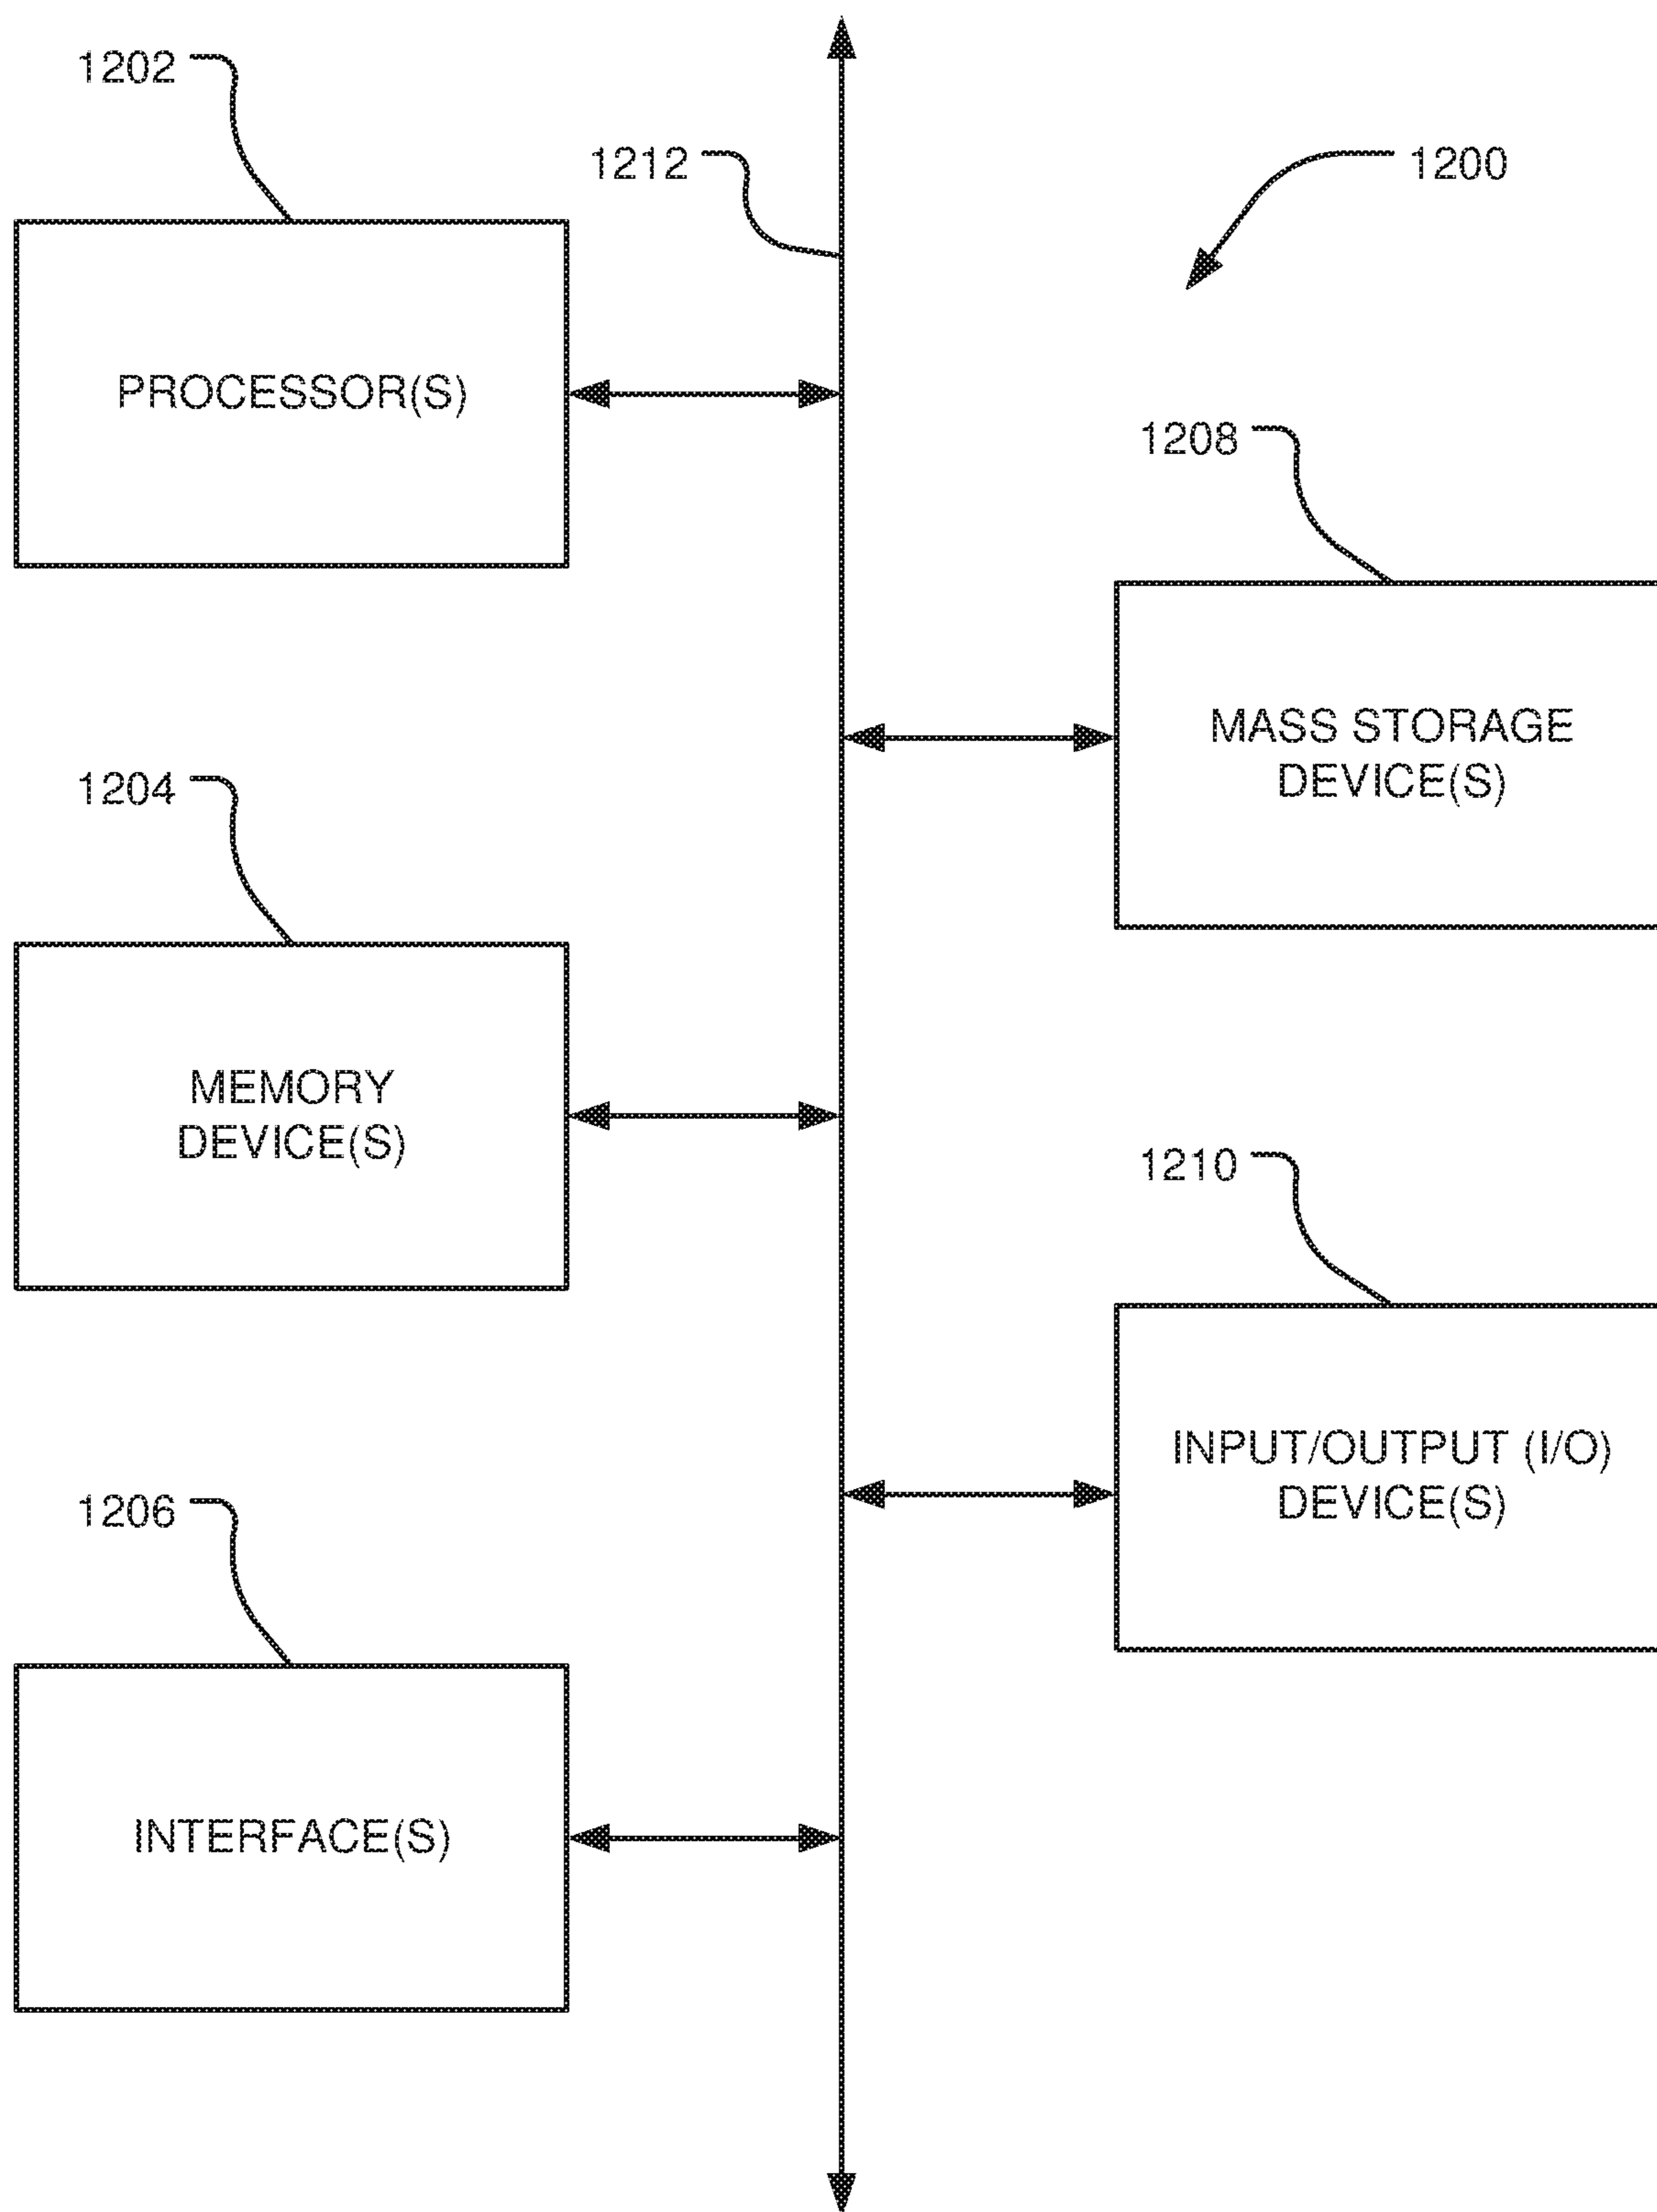 1202
1212
1200
PROCESSOR(S)
1208
MASS STORAGE
DEVICE(S)
1204
MEMORY
DEVICE(S)
1210
INPUT/OUTPUT (I/O)
DEVICE(S)
1206
INTERFACE(S)